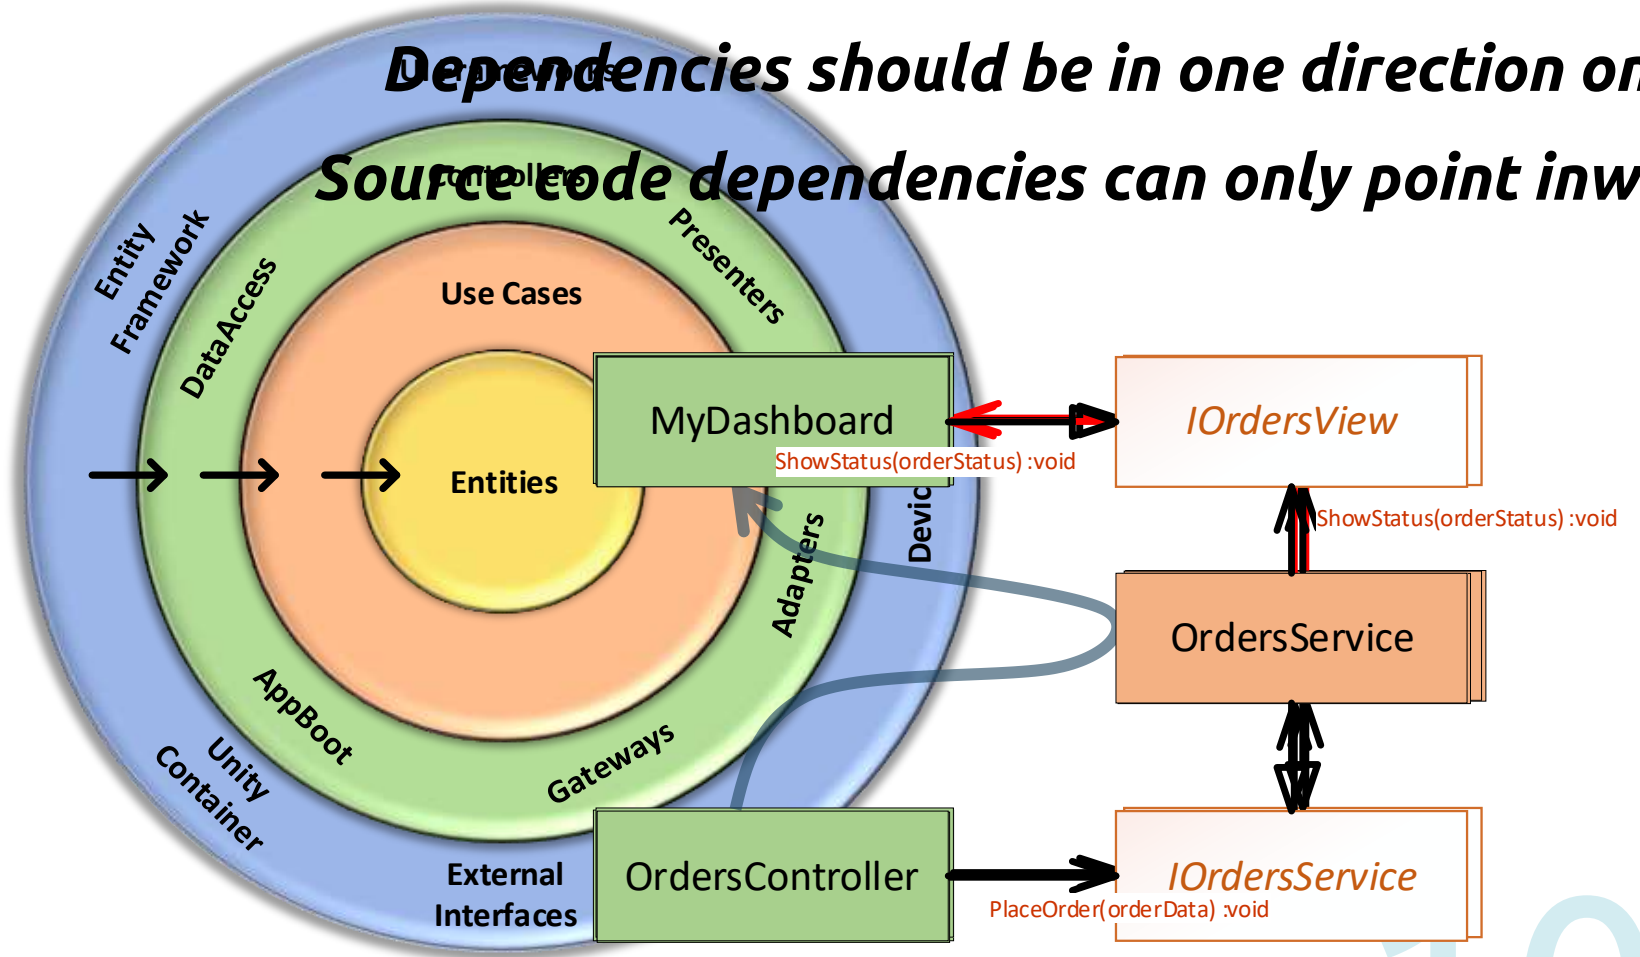 Dependencies should be in one direction on
Source code dependencies can only point inw
Controllers
Entity
Framework
DataAccess
Presenters
Use Cases
Entities
MyDashboard
ShowStatus(orderStatus) :void
IOrdersView
ShowStatus(orderStatus) :void
Devic
Adapters
OrdersService
AppBoot
Unity
Container
Gateways
External
Interfaces
OrdersController
IOrdersService
PlaceOrder(orderData) :void
10